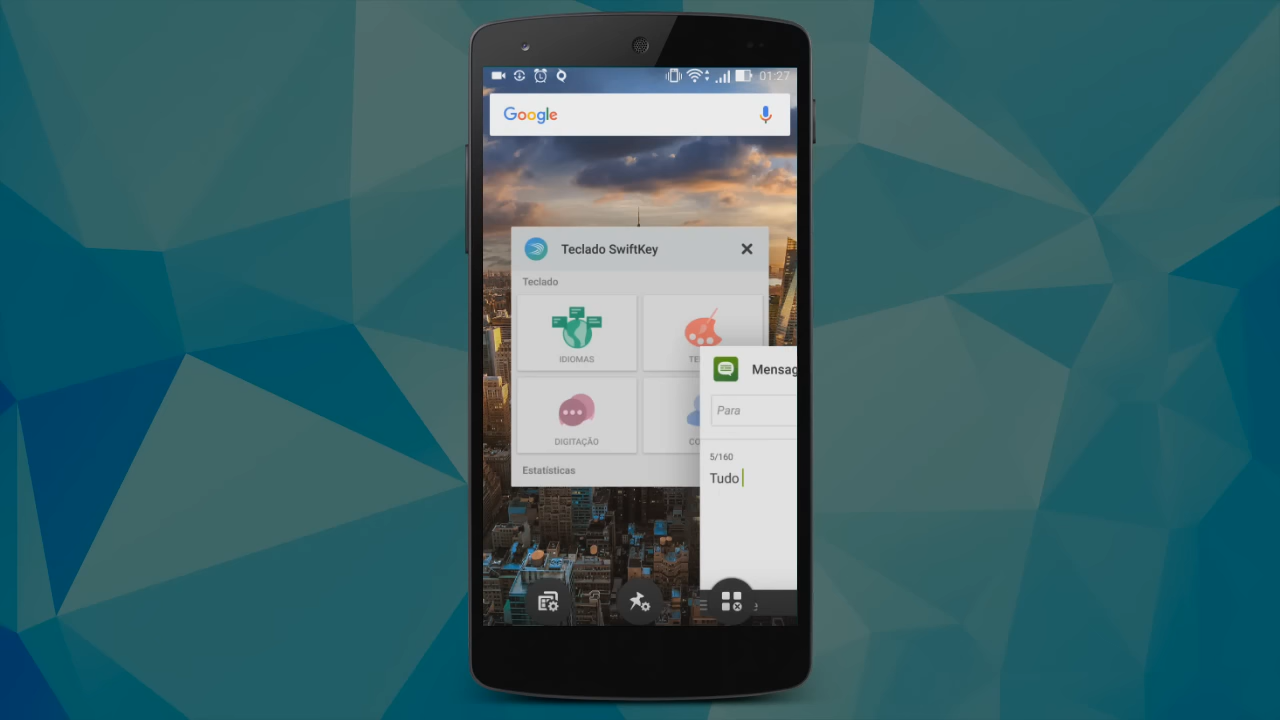 01:27
Google
Teclado SwiftKey
Teclado
IDIOMAS
TE
Mensag
Para
DIGITAÇÃO
CO
5/160
Estatísticas
Tudo